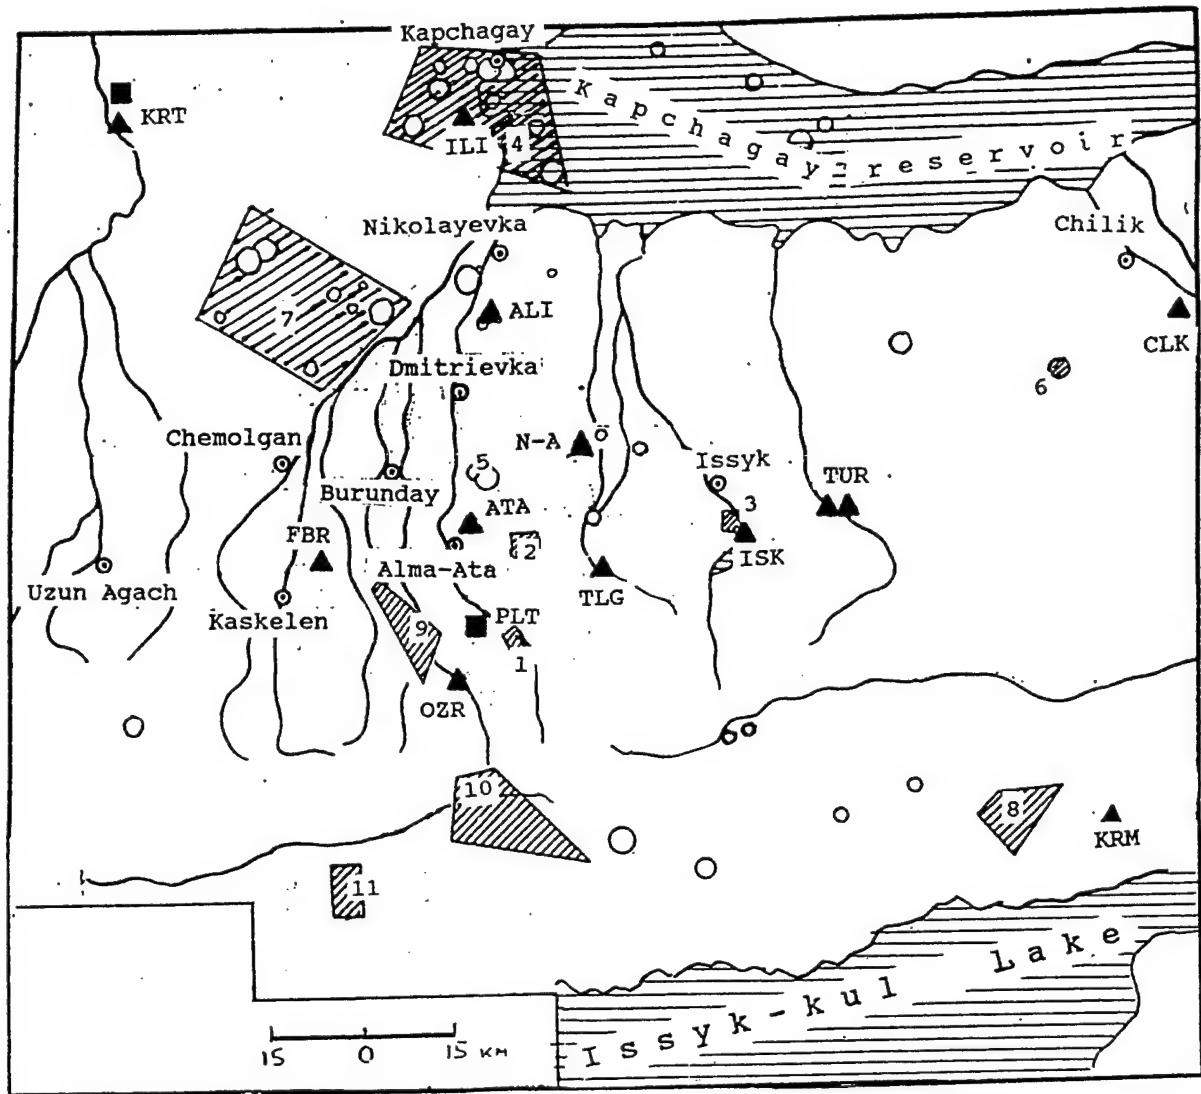 Kapchagay
KRT
ILI 4
Kapchagay reservoir
Nikolayevka
Chilik
ALI
7
CLK
Dmitrievka
6
Chemolgan
N-A
5
Issyk
TUR
Burunday
ATA
3
FBR
2
ISK
Alma-Ata
TLG
Uzun Agach
Kaskelen
9
PLT
1
OZR
10
8
KRM
11
Issyk-kul Lake
15 0 15 KM